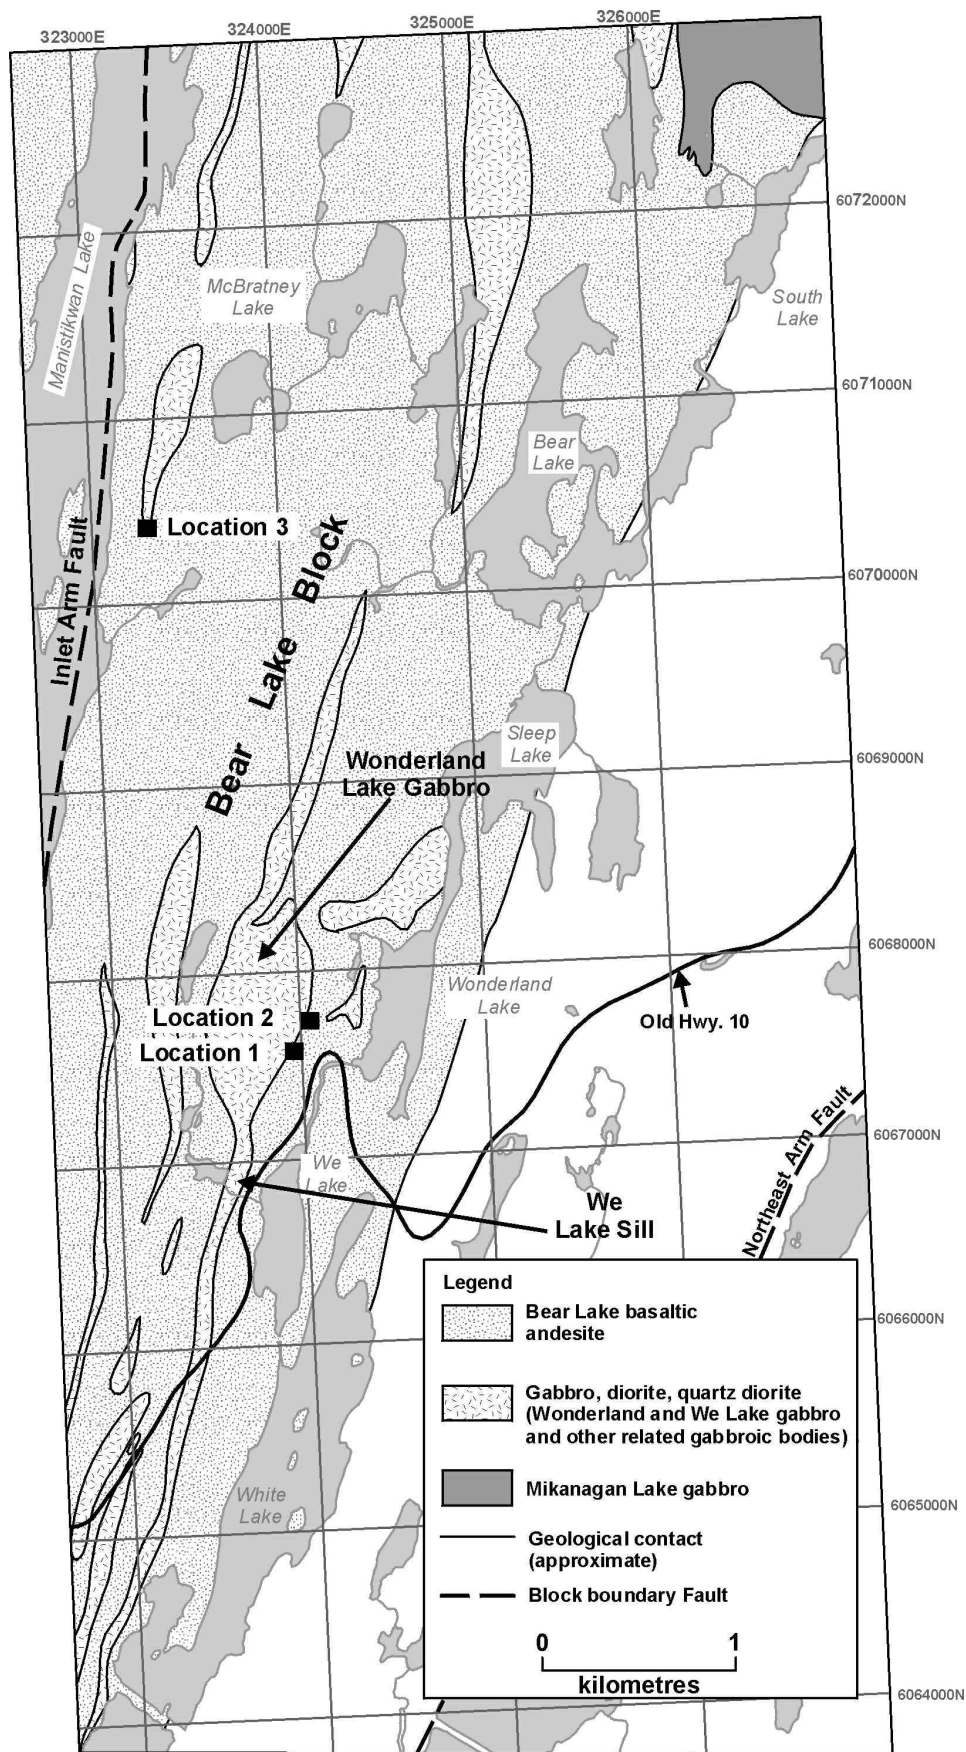 323000E
324000E
325000E
326000E
6072000N
Manistikwan Lake
McBratney
Lake
South
Lake
6071000N
Bear
Lake
Location 3
Inlet Arm Fault
Bear Lake Block
6070000N
Sleep
Lake
6069000N
Wonderland
Lake Gabbro
6068000N
Wonderland
Lake
Location 2
Old Hwy. 10
Location 1
6067000N
Northeast Arm Fault
We
Lake
We
Lake Sill
Legend
Bear Lake basaltic
andesite
6066000N
Gabbro, diorite, quartz diorite
(Wonderland and We Lake gabbro
and other related gabbroic bodies)
Mikanagan Lake gabbro
6065000N
White
Lake
Geological contact
(approximate)
Block boundary Fault
0 1
kilometres
6064000N